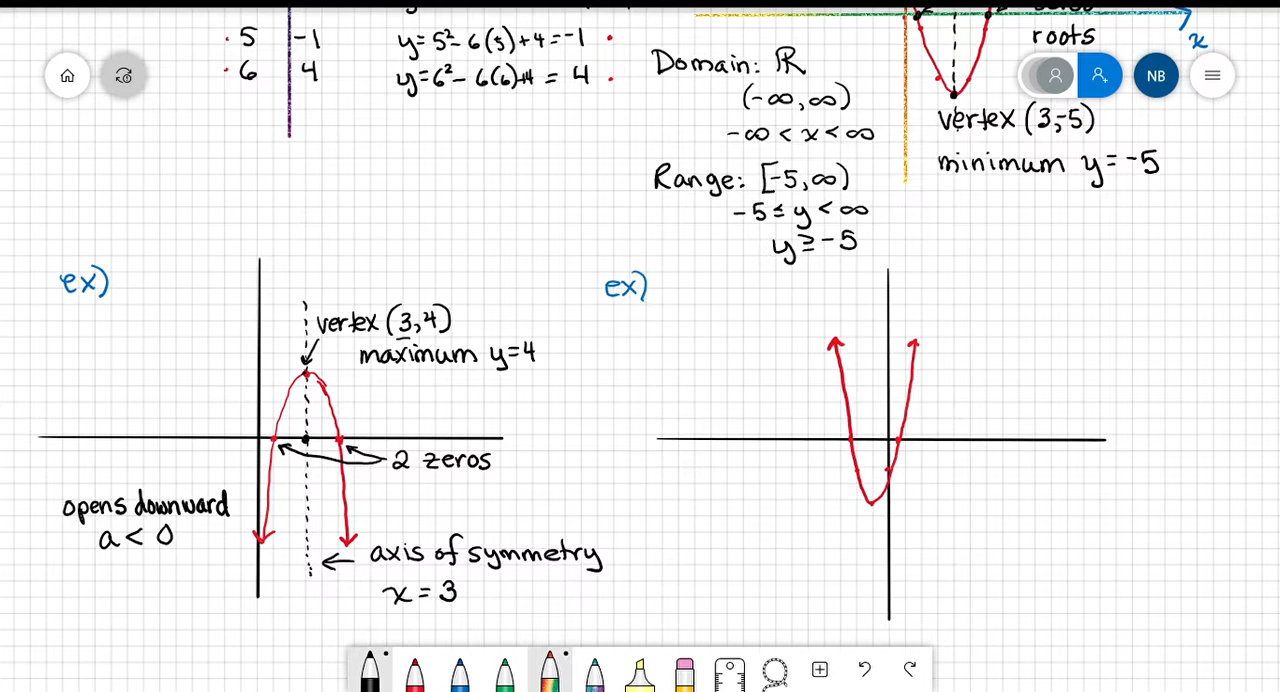 5 -1 y=5²-6(5)+4=-1
6 4 y=6²-6(6)+4=4
Domain: ℝ
(-∞,∞)
-∞<x<∞
Range: [-5,∞)
-5≤y<∞
y≥-5
roots
x
vertex (3,-5)
minimum y=-5
NB
ex)
vertex (3,4)
maximum y=4
2 zeros
opens downward
a<0
← axis of symmetry
x=3
ex)